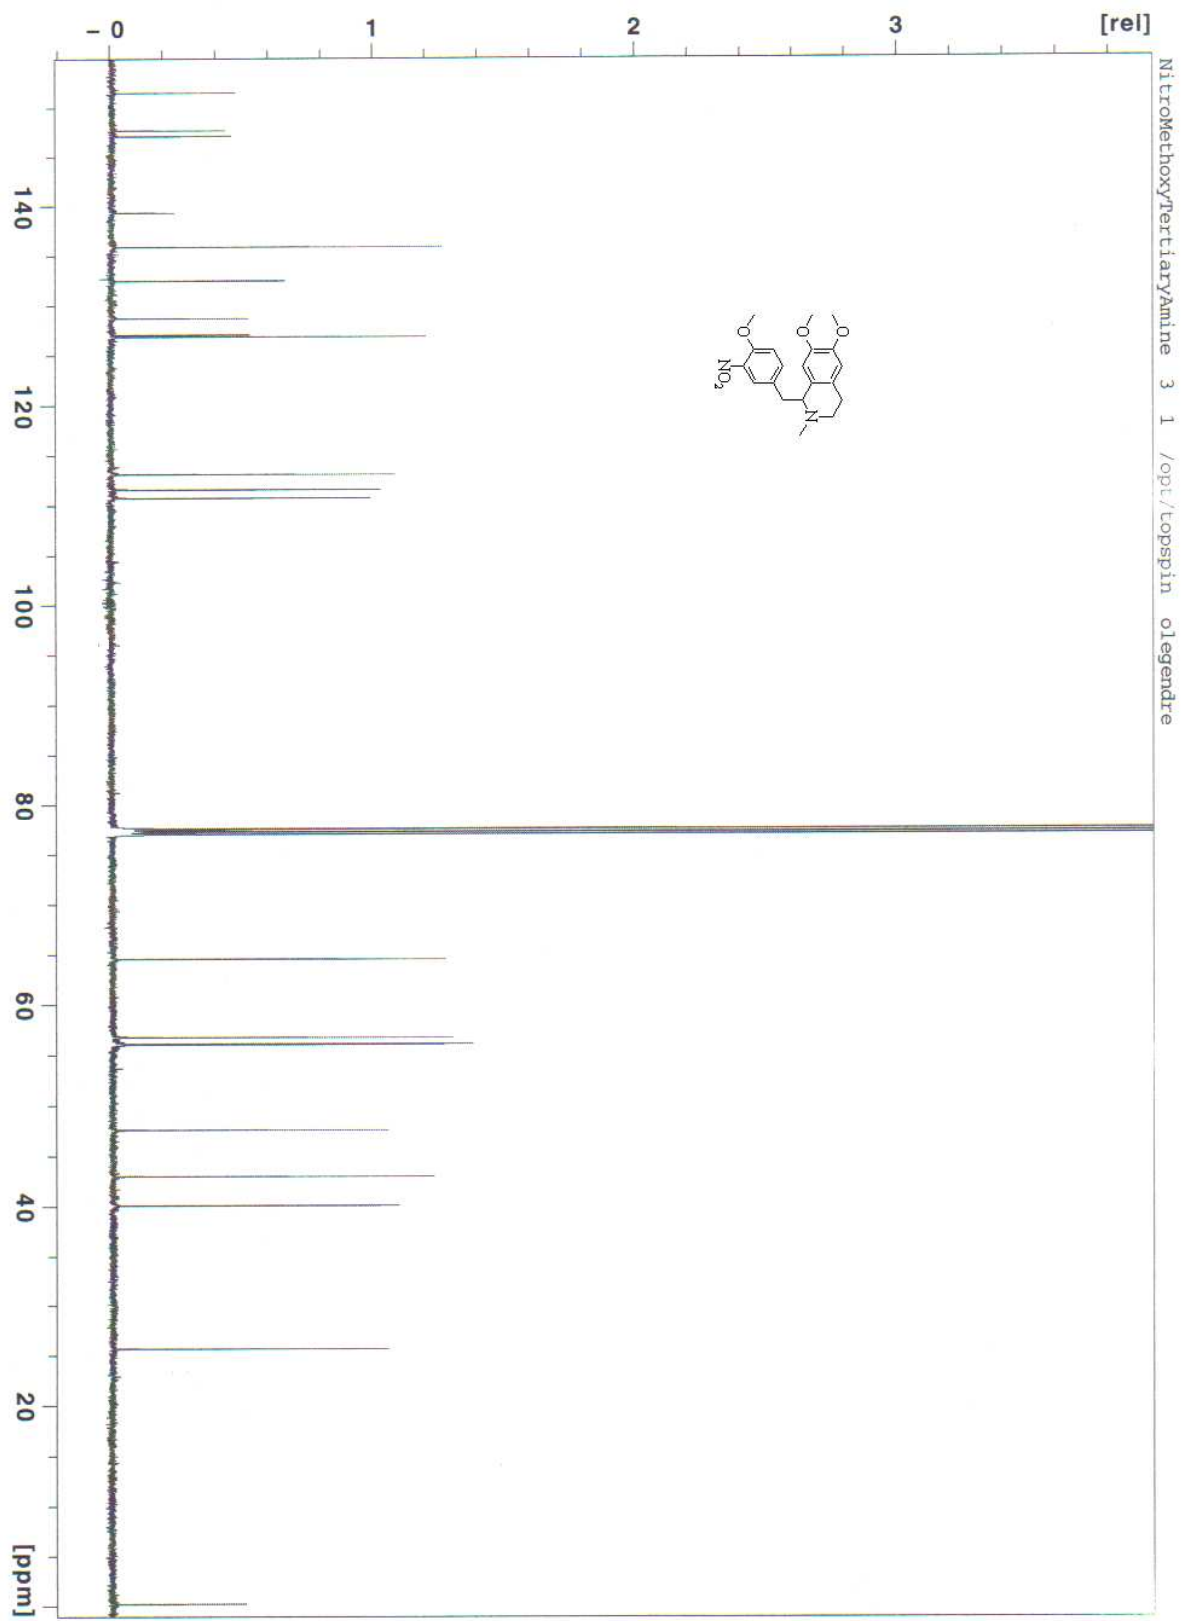 NitroMethoxyTertiaryAmine 3 1 /opt/topspin olegendre
[rel]
3
2
1
- 0
140
120
100
80
60
40
20
[ppm]
O
O
O
NO2
N